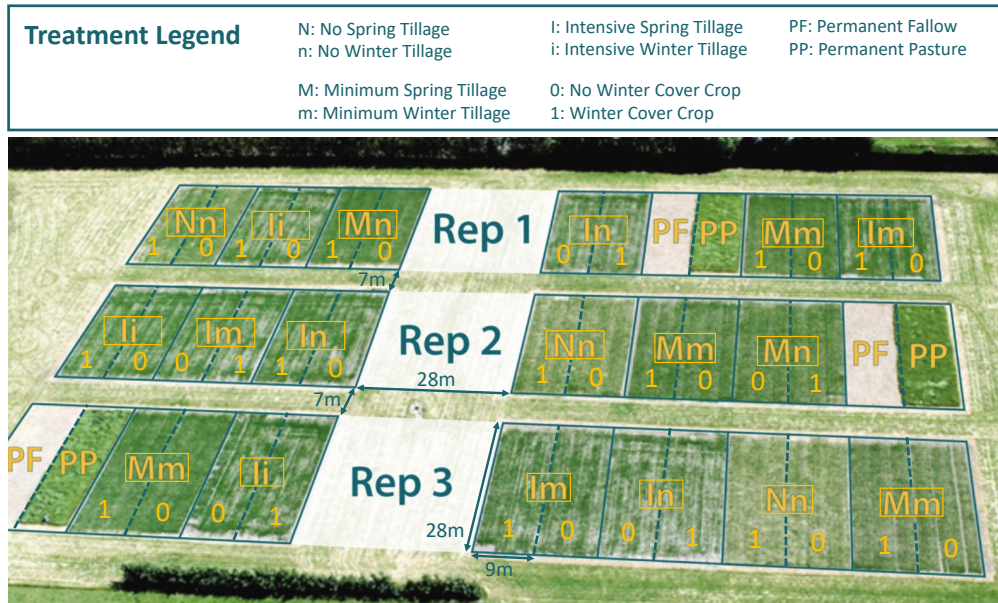 Treatment Legend
N: No Spring Tillage
n: No Winter Tillage
M: Minimum Spring Tillage
m: Minimum Winter Tillage
I: Intensive Spring Tillage
i: Intensive Winter Tillage
0: No Winter Cover Crop
1: Winter Cover Crop
PF: Permanent Fallow
PP: Permanent Pasture
Nn Ii Mn Rep 1 In PF PP Mm Im
1 0 1 0 1 0 0 1 1 0 1 0
7m
Ii Im In Rep 2 Nn Mm Mn PF PP
1 0 0 1 1 0 1 0 1 0 0 1
28m
7m
PF PP Mm Ii Rep 3 Im In Nn Mm
1 0 0 1 1 0 0 1 1 0 1 0
28m
9m